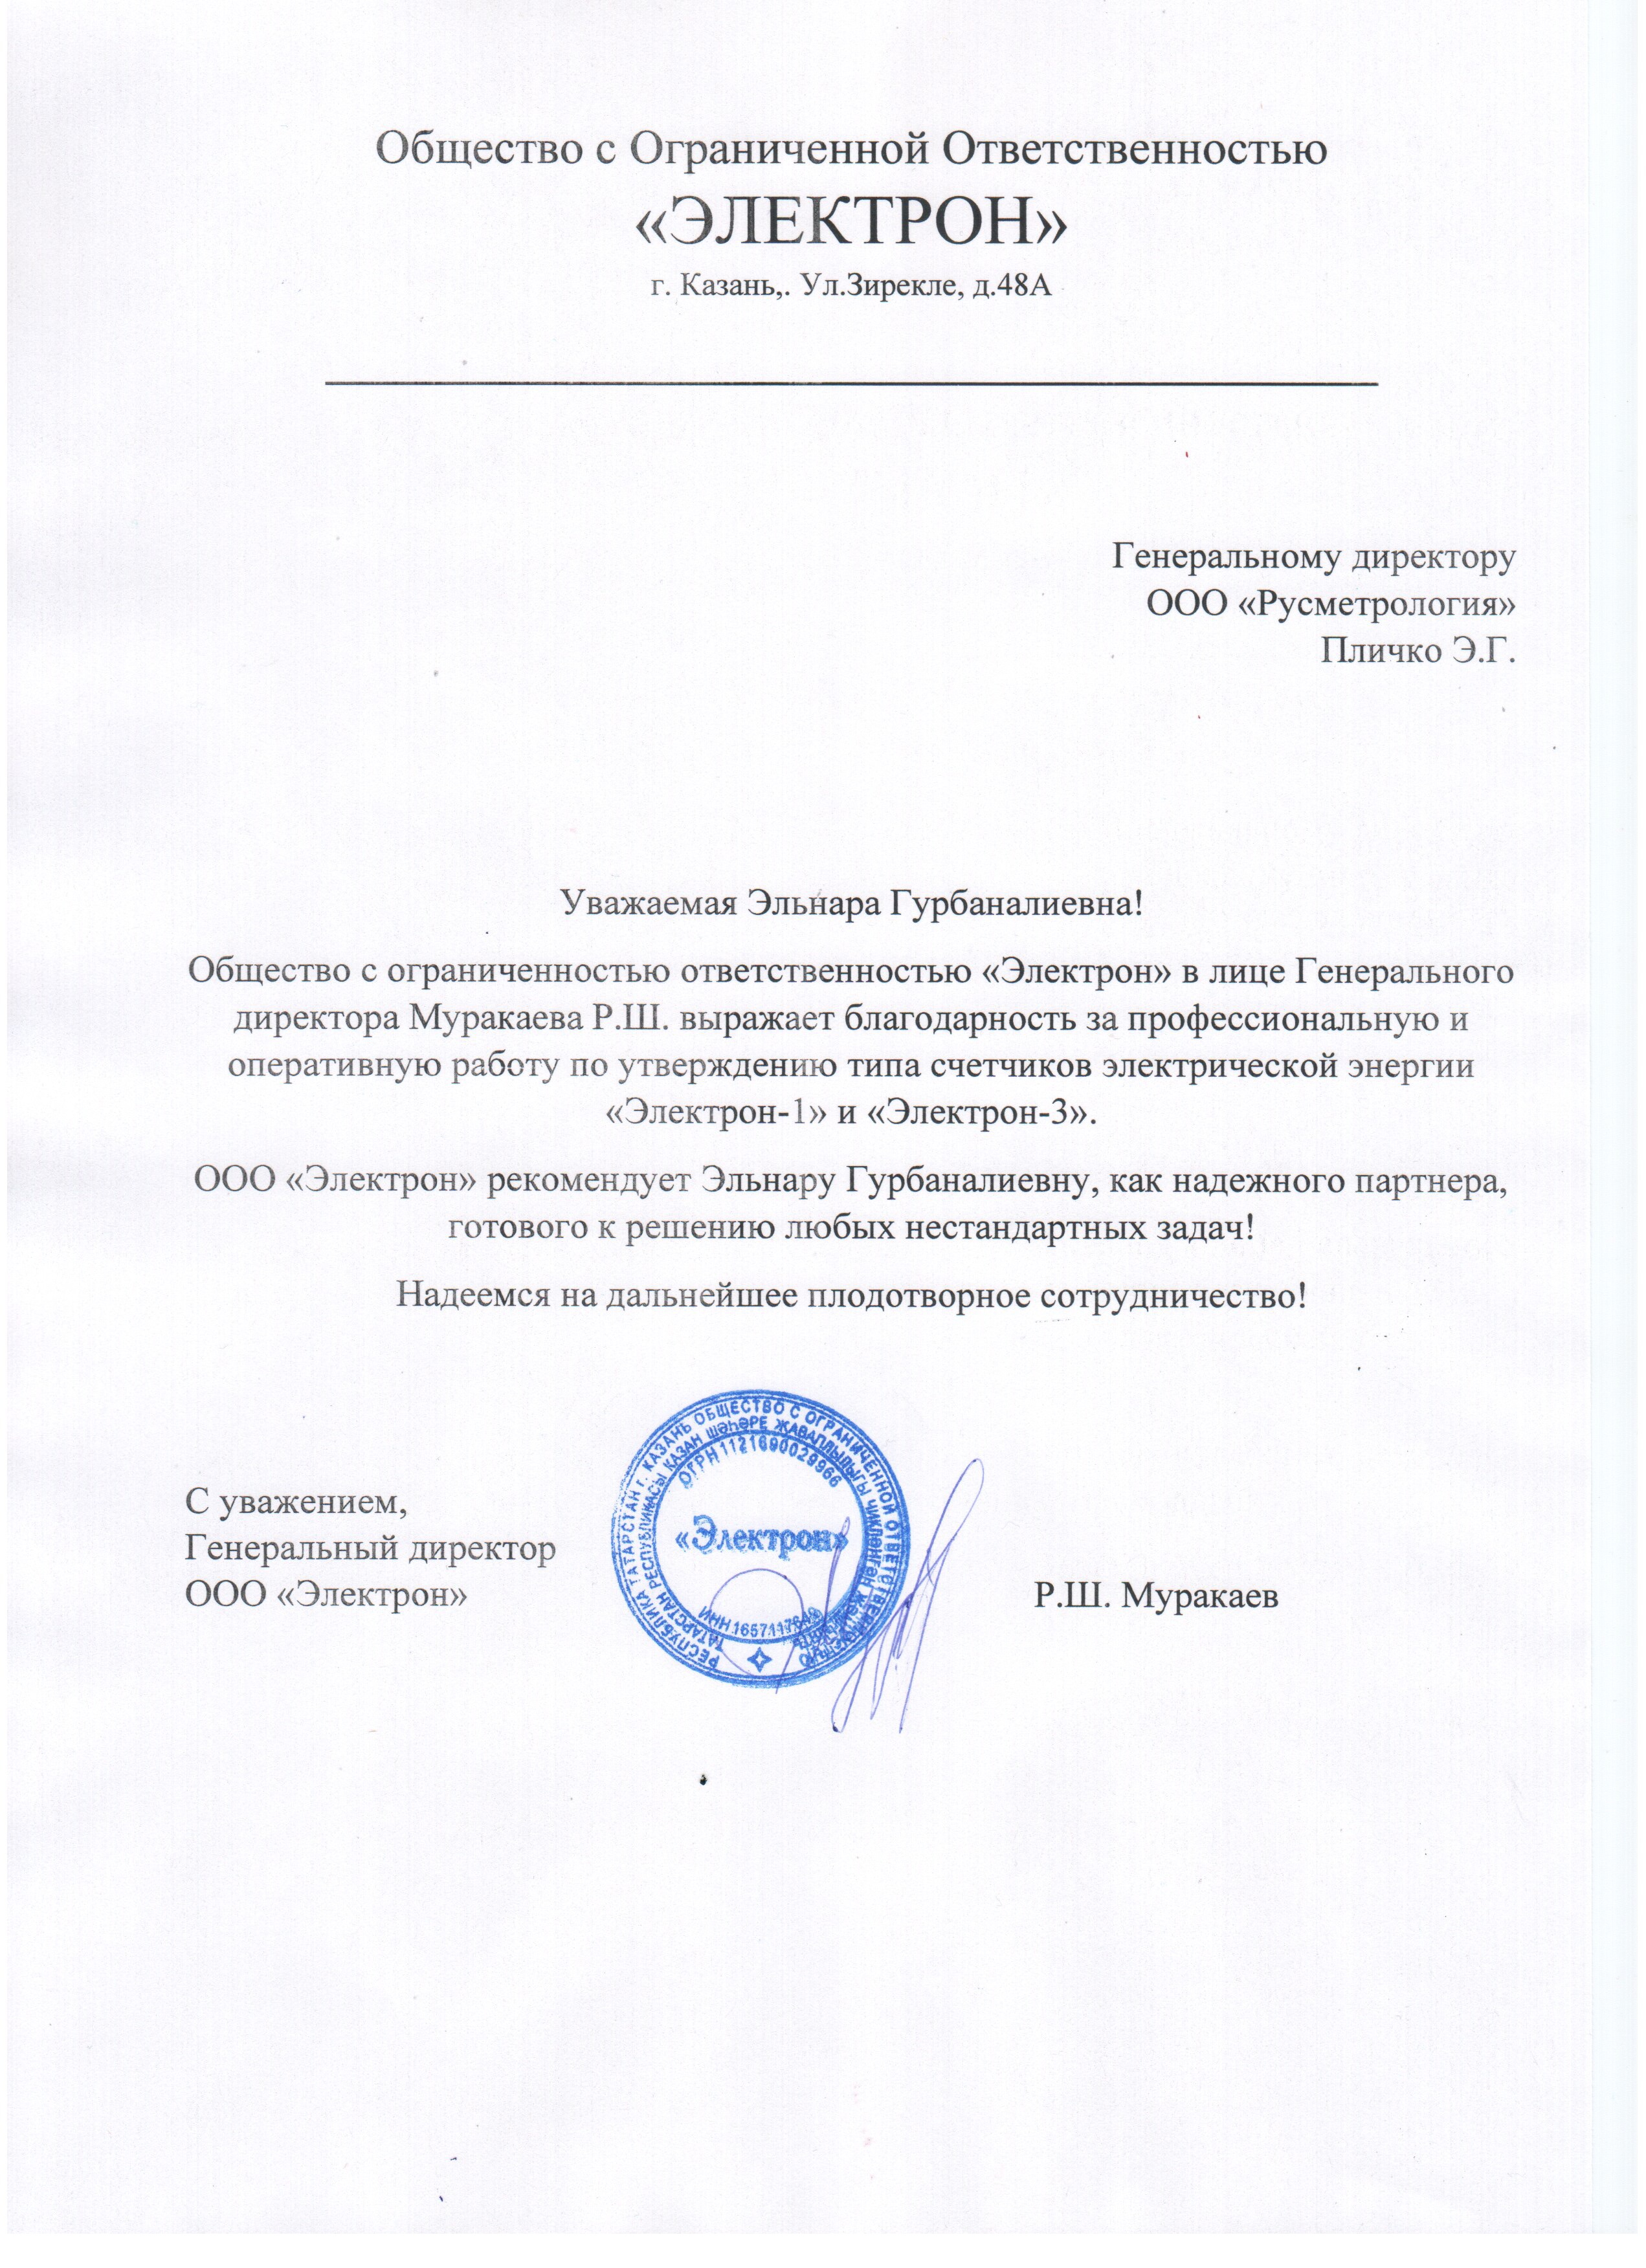 Общество с Ограниченной Ответственностью
«ЭЛЕКТРОН»
г. Казань,. Ул.Зирекле, д.48А
Генеральному директору
ООО «Русметрология»
Пличко Э.Г.
Уважаемая Эльнара Гурбаналиевна!
Общество с ограниченностью ответственностью «Электрон» в лице Генерального
директора Муракаева Р.Ш. выражает благодарность за профессиональную и
оперативную работу по утверждению типа счетчиков электрической энергии
«Электрон-1» и «Электрон-3».
ООО «Электрон» рекомендует Эльнару Гурбаналиевну, как надежного партнера,
готового к решению любых нестандартных задач!
Надеемся на дальнейшее плодотворное сотрудничество!
С уважением,
Генеральный директор
ООО «Электрон»
РЕСПУБЛИКА ТАТАРСТАН г. КАЗАНЬ ОБЩЕСТВО С ОГРАНИЧЕННОЙ ОТВЕТСТВЕННОСТЬЮ
ТАТАРСТАН РЕСПУБЛИКАСЫ КАЗАН ШӘҺӘРЕ ҖАВАПЛЫЛЫГЫ ЧИКЛӘНГӘН
ОГРН 1121690029966
«Электрон»
ИНН
Р.Ш. Муракаев